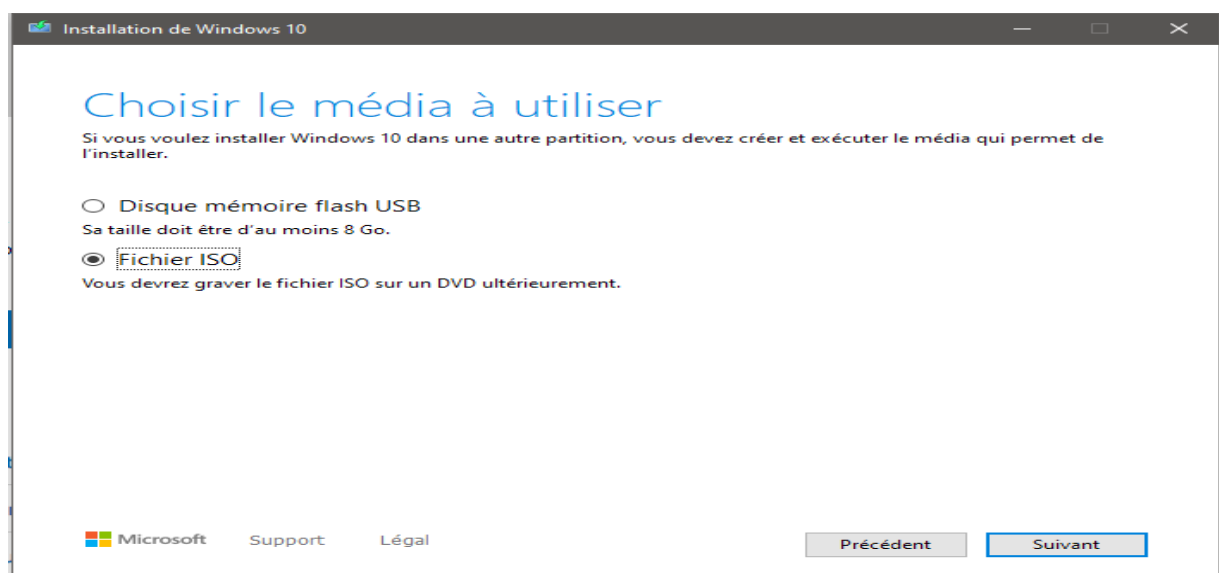 Installation de Windows 10
Choisir le média à utiliser
Si vous voulez installer Windows 10 dans une autre partition, vous devez créer et exécuter le média qui permet de
l'installer.
Disque mémoire flash USB
Sa taille doit être d'au moins 8 Go.
Fichier ISO
Vous devrez graver le fichier ISO sur un DVD ultérieurement.
Microsoft Support Légal Précédent Suivant